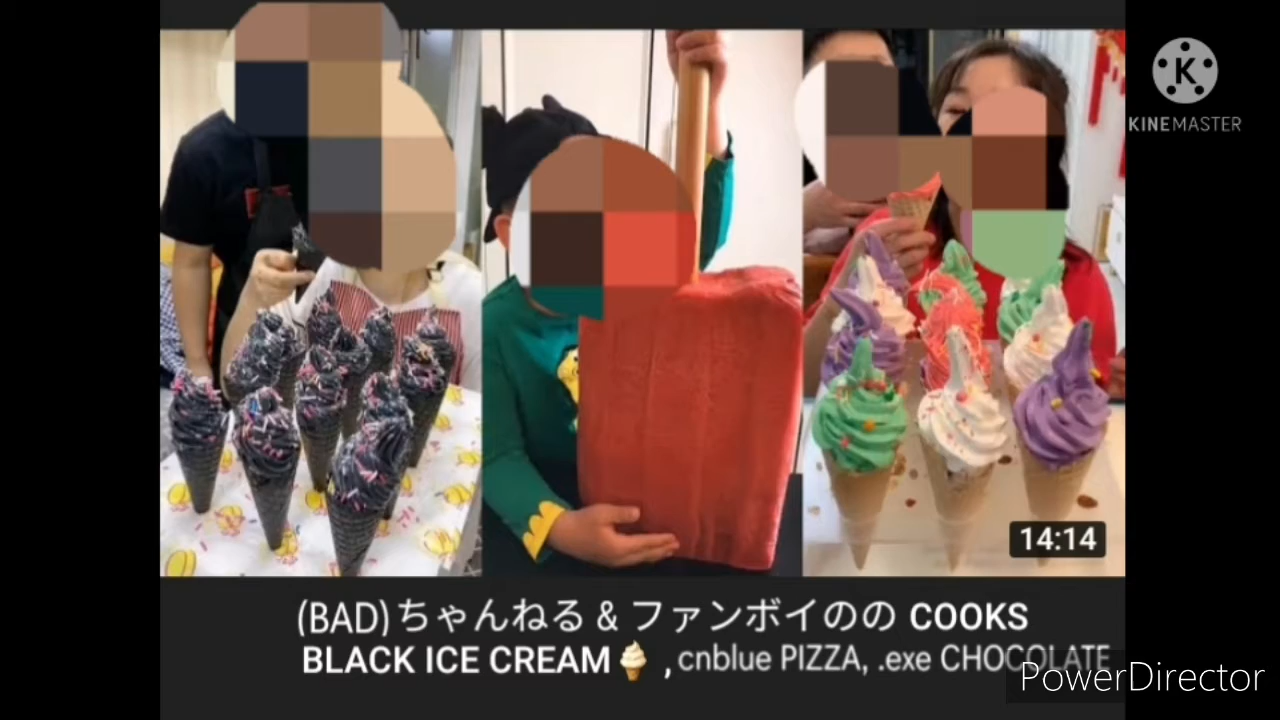 KINEMASTER
14:14
(BAD)ちゃんねる & ファンボイのの COOKS
BLACK ICE CREAM🍦 , cnblue PIZZA, .exe CHOCOLATE
PowerDirector